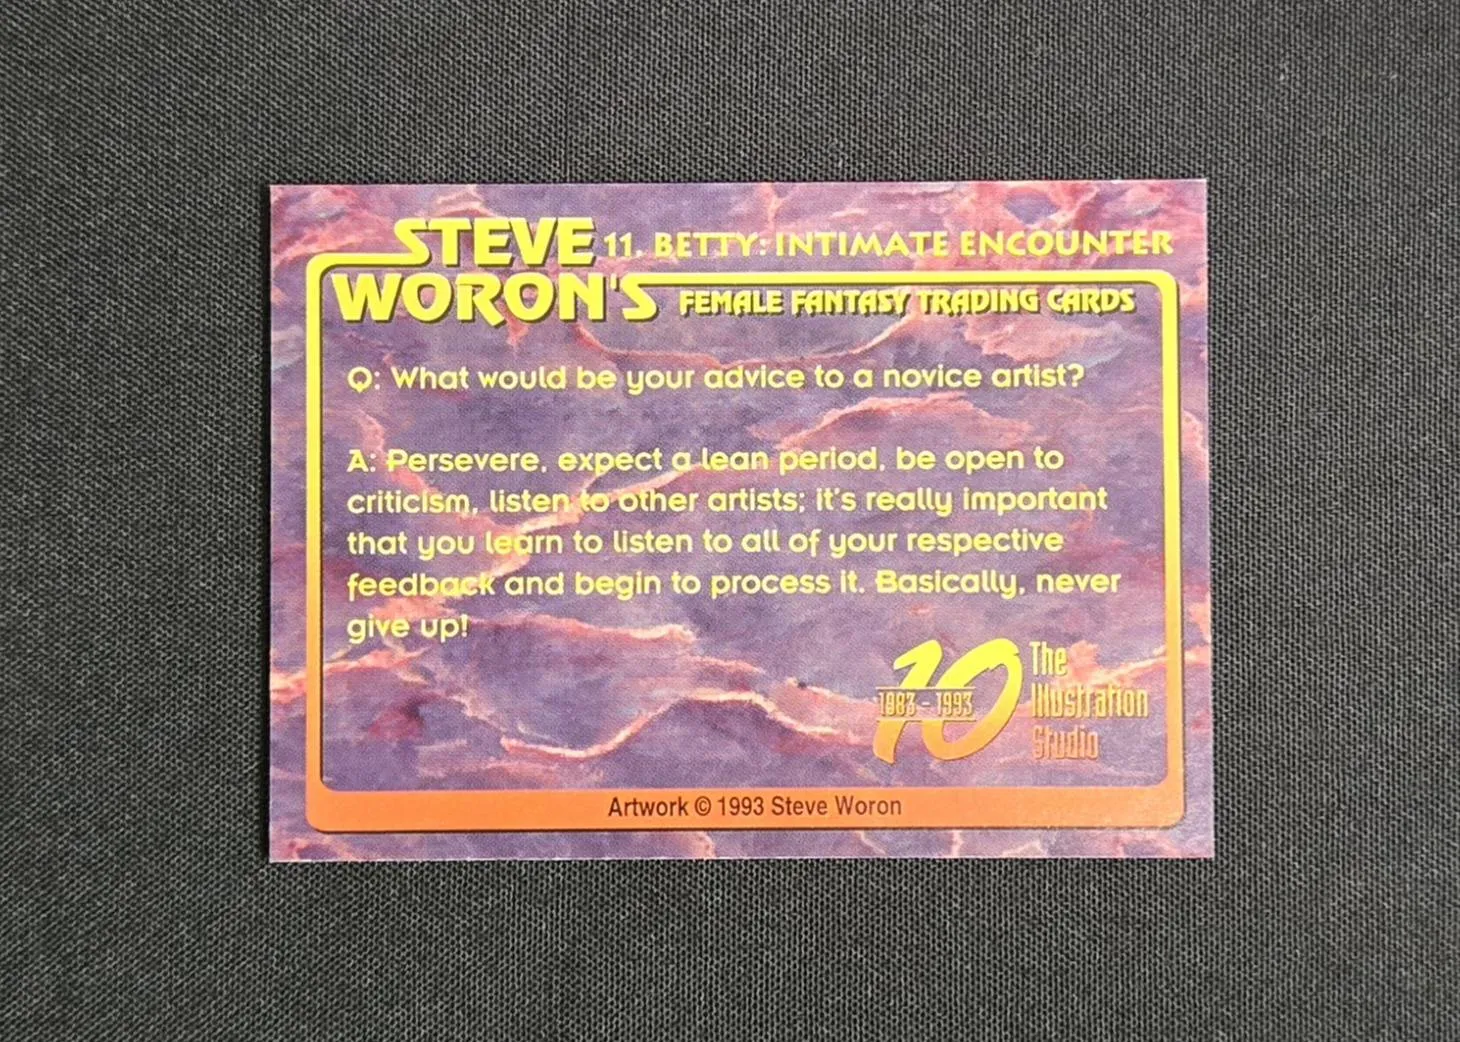 STEVE 11. BETTY: INTIMATE ENCOUNTER
WORON'S FEMALE FANTASY TRADING CARDS
Q: What would be your advice to a novice artist?
A: Persevere, expect a lean period, be open to
criticism, listen to other artists; it's really important
that you learn to listen to all of your respective
feedback and begin to process it. Basically, never
give up!
10
1983 - 1993
The
Illustration
Studio
Artwork © 1993 Steve Woron